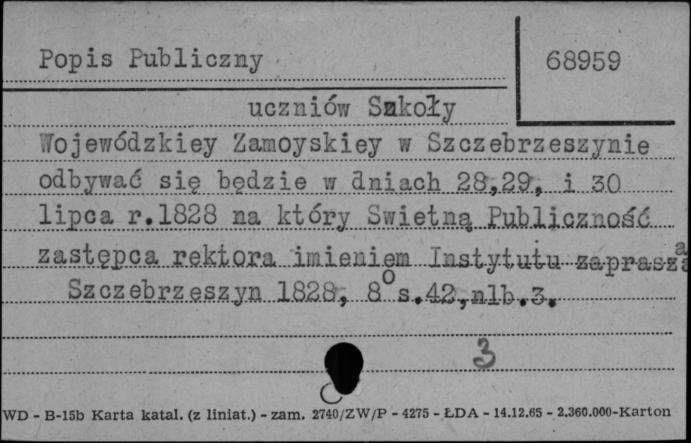 Popis Publiczny
68959
uczniów Szkoły
Wojewódzkiey Zamoyskiey w Szczebrzeszynie
odbywać się będzie w dniach 28,29, i 30
lipca r.1828 na który Swietną Publiczność
zastępca rektora imieniem Instytutu zaprasza
Szczebrzeszyn 1828, 8° s.42,nlb.3.
3
WD - B-15b Karta katal. (z liniat.) - zam. 2740/ZW/P - 4275 - ŁDA - 14.12.65 - 2.360.000-Karton